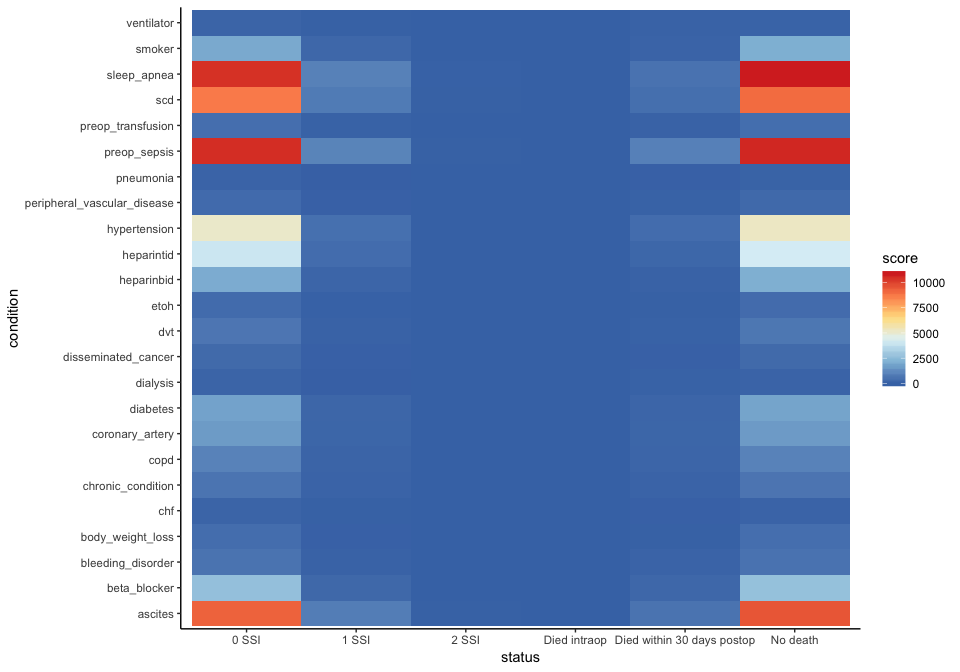 ventilator
smoker
sleep_apnea
scd
preop_transfusion
preop_sepsis
pneumonia
peripheral_vascular_disease
hypertension
heparintid
heparinbid
etoh
dvt
disseminated_cancer
dialysis
diabetes
coronary_artery
copd
chronic_condition
chf
body_weight_loss
bleeding_disorder
beta_blocker
ascites
condition
0 SSI 1 SSI 2 SSI Died intraop Died within 30 days postop No death
status
score
10000
7500
5000
2500
0